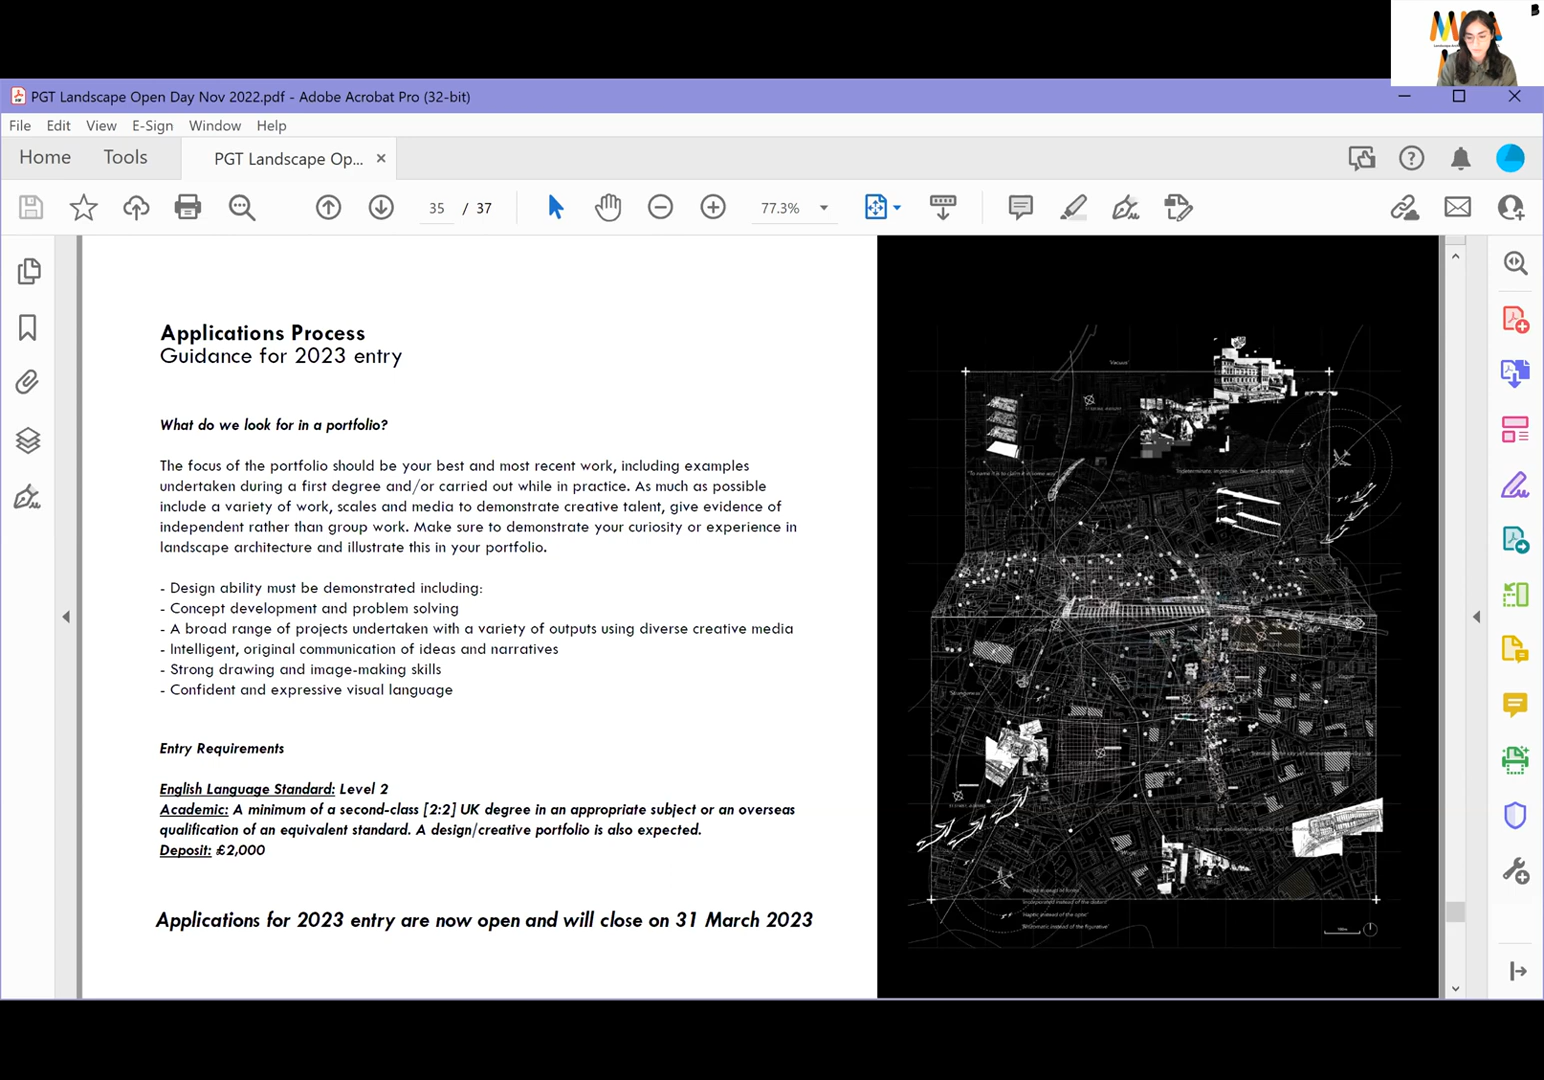 PGT Landscape Open Day Nov 2022.pdf - Adobe Acrobat Pro (32-bit)
File Edit View E-Sign Window Help
Home Tools PGT Landscape Op...
35 / 37 77.3%
Applications Process
Guidance for 2023 entry
What do we look for in a portfolio?
The focus of the portfolio should be your best and most recent work, including examples
undertaken during a first degree and/or carried out while in practice. As much as possible
include a variety of work, scales and media to demonstrate creative talent, give evidence of
independent rather than group work. Make sure to demonstrate your curiosity or experience in
landscape architecture and illustrate this in your portfolio.
- Design ability must be demonstrated including:
- Concept development and problem solving
- A broad range of projects undertaken with a variety of outputs using diverse creative media
- Intelligent, original communication of ideas and narratives
- Strong drawing and image-making skills
- Confident and expressive visual language
Entry Requirements
English Language Standard: Level 2
Academic: A minimum of a second-class [2:2] UK degree in an appropriate subject or an overseas
qualification of an equivalent standard. A design/creative portfolio is also expected.
Deposit: £2,000
Applications for 2023 entry are now open and will close on 31 March 2023